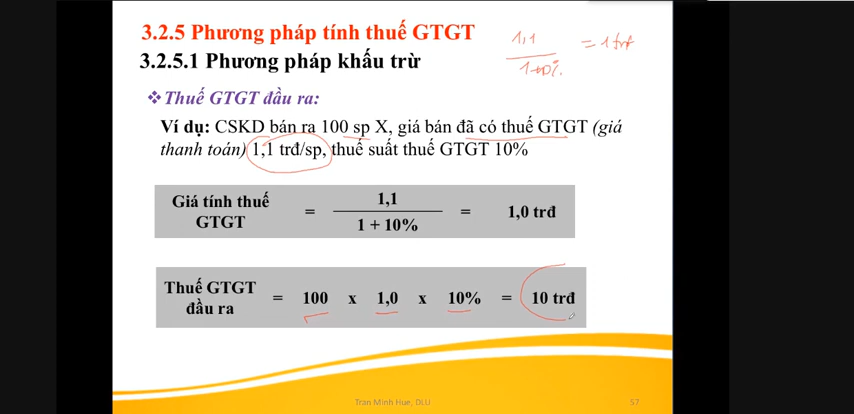 3.2.5 Phương pháp tính thuế GTGT
3.2.5.1 Phương pháp khấu trừ
1,1
1+10%
= 1 trđ
❖Thuế GTGT đầu ra:
Ví dụ: CSKD bán ra 100 sp X, giá bán đã có thuế GTGT (giá
thanh toán) 1,1 trđ/sp, thuế suất thuế GTGT 10%
Giá tính thuế
GTGT
=
1,1
1 + 10%
=
1,0 trđ
Thuế GTGT
đầu ra
= 100 x 1,0 x 10% = 10 trđ
Tran Minh Hue, DLU
57